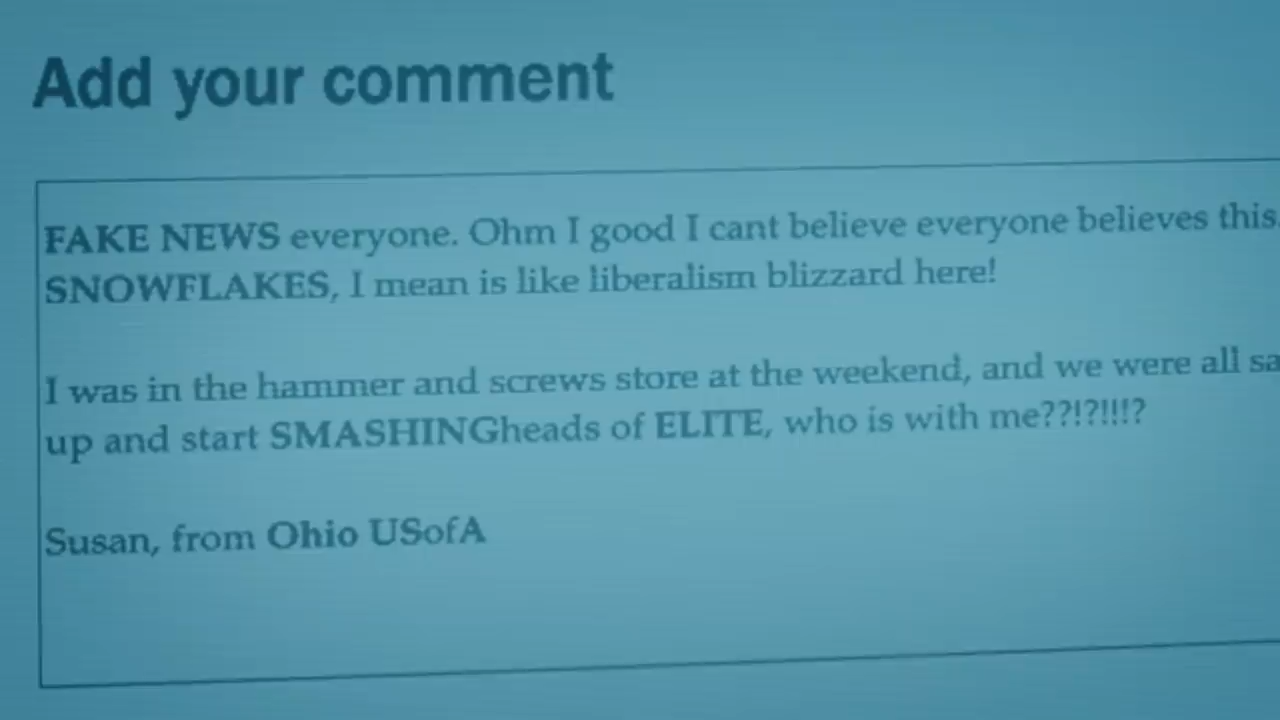 Add your comment
FAKE NEWS everyone. Ohm I good I cant believe everyone believes this.
SNOWFLAKES, I mean is like liberalism blizzard here!
I was in the hammer and screws store at the weekend, and we were all
up and start SMASHINGheads of ELITE, who is with me??!?!!!?
Susan, from Ohio USofA